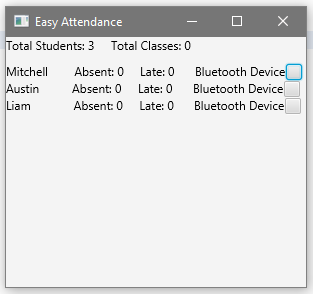 Easy Attendance
Total Students: 3 Total Classes: 0
Mitchell Absent: 0 Late: 0 Bluetooth Device
Austin Absent: 0 Late: 0 Bluetooth Device
Liam Absent: 0 Late: 0 Bluetooth Device